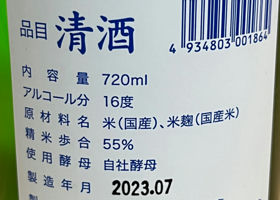 品目 清酒
4 934803 001864
内容量 720ml
アルコール分 16度
原材料名 米(国産)、米麹(国産米)
精米歩合 55%
使用酵母 自社酵母
製造年月 2023.07